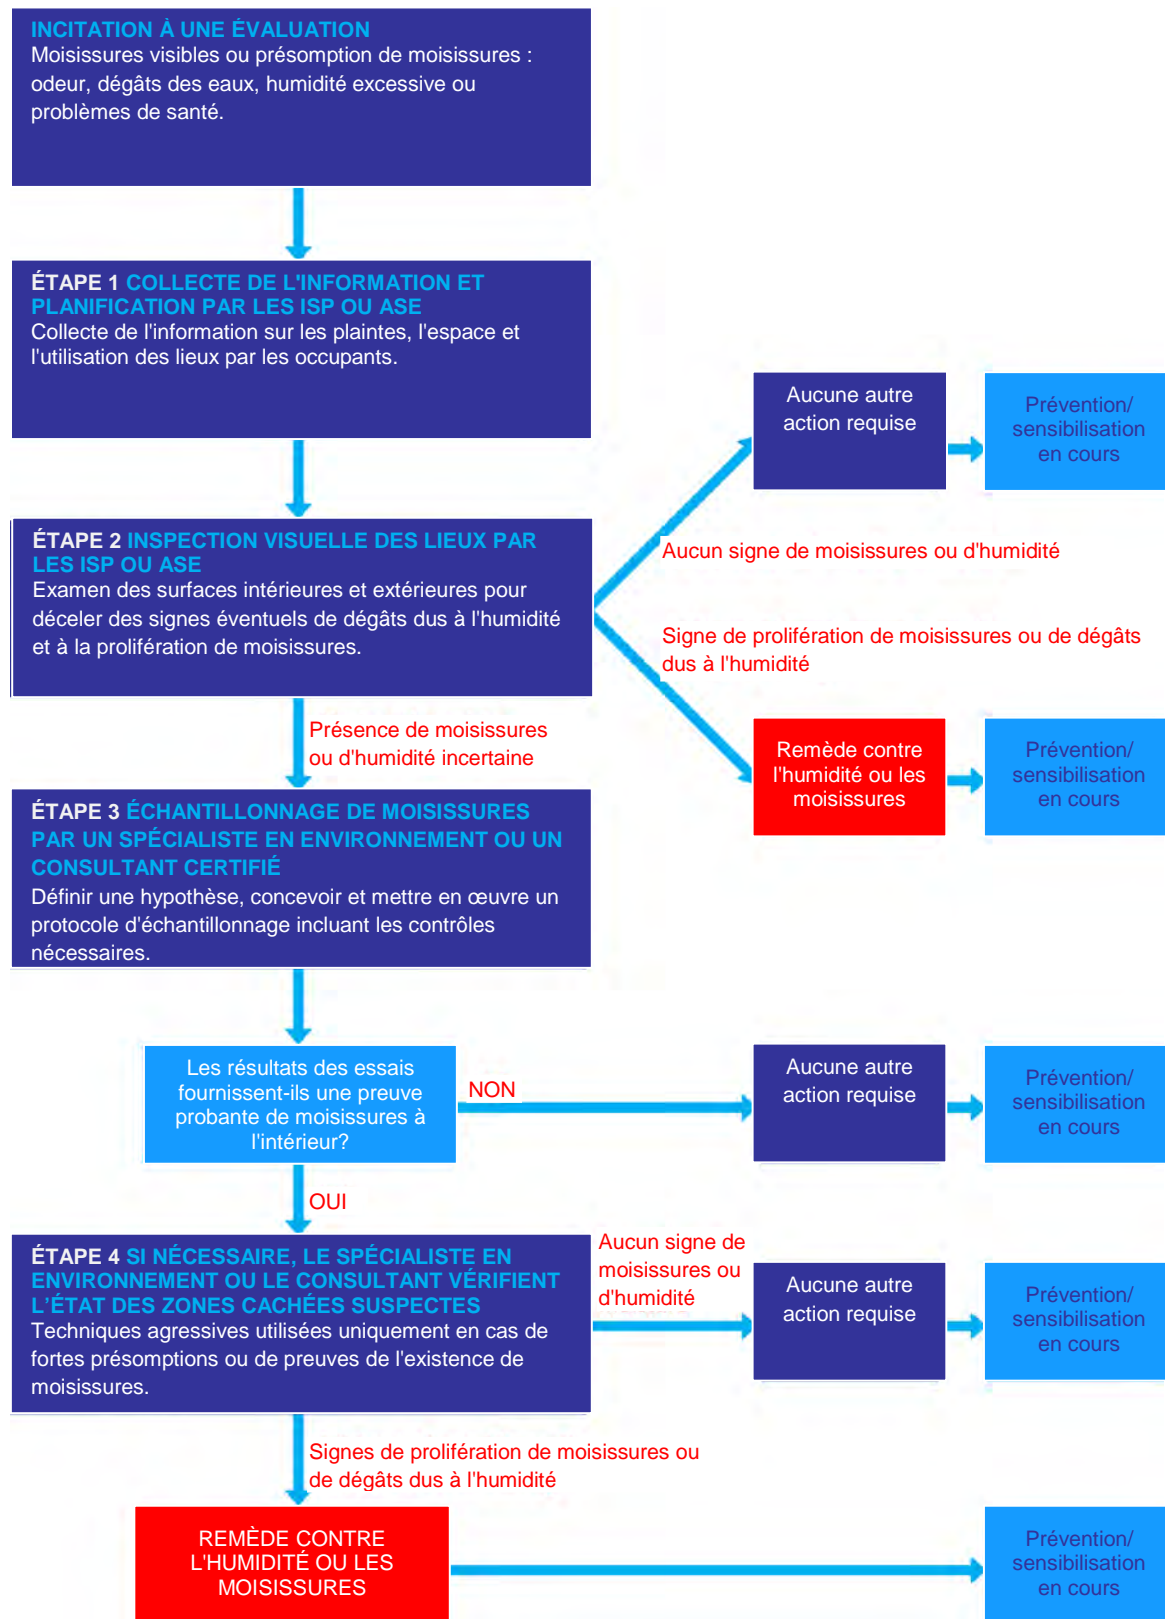 INCITATION À UNE ÉVALUATION
Moisissures visibles ou présomption de moisissures :
odeur, dégâts des eaux, humidité excessive ou
problèmes de santé.
ÉTAPE 1 COLLECTE DE L'INFORMATION ET
PLANIFICATION PAR LES ISP OU ASE
Collecte de l'information sur les plaintes, l'espace et
l'utilisation des lieux par les occupants.
Aucune autre
action requise
Prévention/
sensibilisation
en cours
ÉTAPE 2 INSPECTION VISUELLE DES LIEUX PAR
LES ISP OU ASE
Examen des surfaces intérieures et extérieures pour
déceler des signes éventuels de dégâts dus à l'humidité
et à la prolifération de moisissures.
Aucun signe de moisissures ou d'humidité
Signe de prolifération de moisissures ou de dégâts
dus à l'humidité
Remède contre
l'humidité ou les
moisissures
Prévention/
sensibilisation
en cours
Présence de moisissures
ou d'humidité incertaine
ÉTAPE 3 ÉCHANTILLONNAGE DE MOISISSURES
PAR UN SPÉCIALISTE EN ENVIRONNEMENT OU UN
CONSULTANT CERTIFIÉ
Définir une hypothèse, concevoir et mettre en œuvre un
protocole d'échantillonnage incluant les contrôles
nécessaires.
Les résultats des essais
fournissent-ils une preuve
probante de moisissures à
l'intérieur?
NON
Aucune autre
action requise
Prévention/
sensibilisation
en cours
OUI
ÉTAPE 4 SI NÉCESSAIRE, LE SPÉCIALISTE EN
ENVIRONNEMENT OU LE CONSULTANT VÉRIFIENT
L'ÉTAT DES ZONES CACHÉES SUSPECTES
Techniques agressives utilisées uniquement en cas de
fortes présomptions ou de preuves de l'existence de
moisissures.
Aucun signe de
moisissures ou
d'humidité
Aucune autre
action requise
Prévention/
sensibilisation
en cours
Signes de prolifération de moisissures ou
de dégâts dus à l'humidité
REMÈDE CONTRE
L'HUMIDITÉ OU LES
MOISISSURES
Prévention/
sensibilisation
en cours